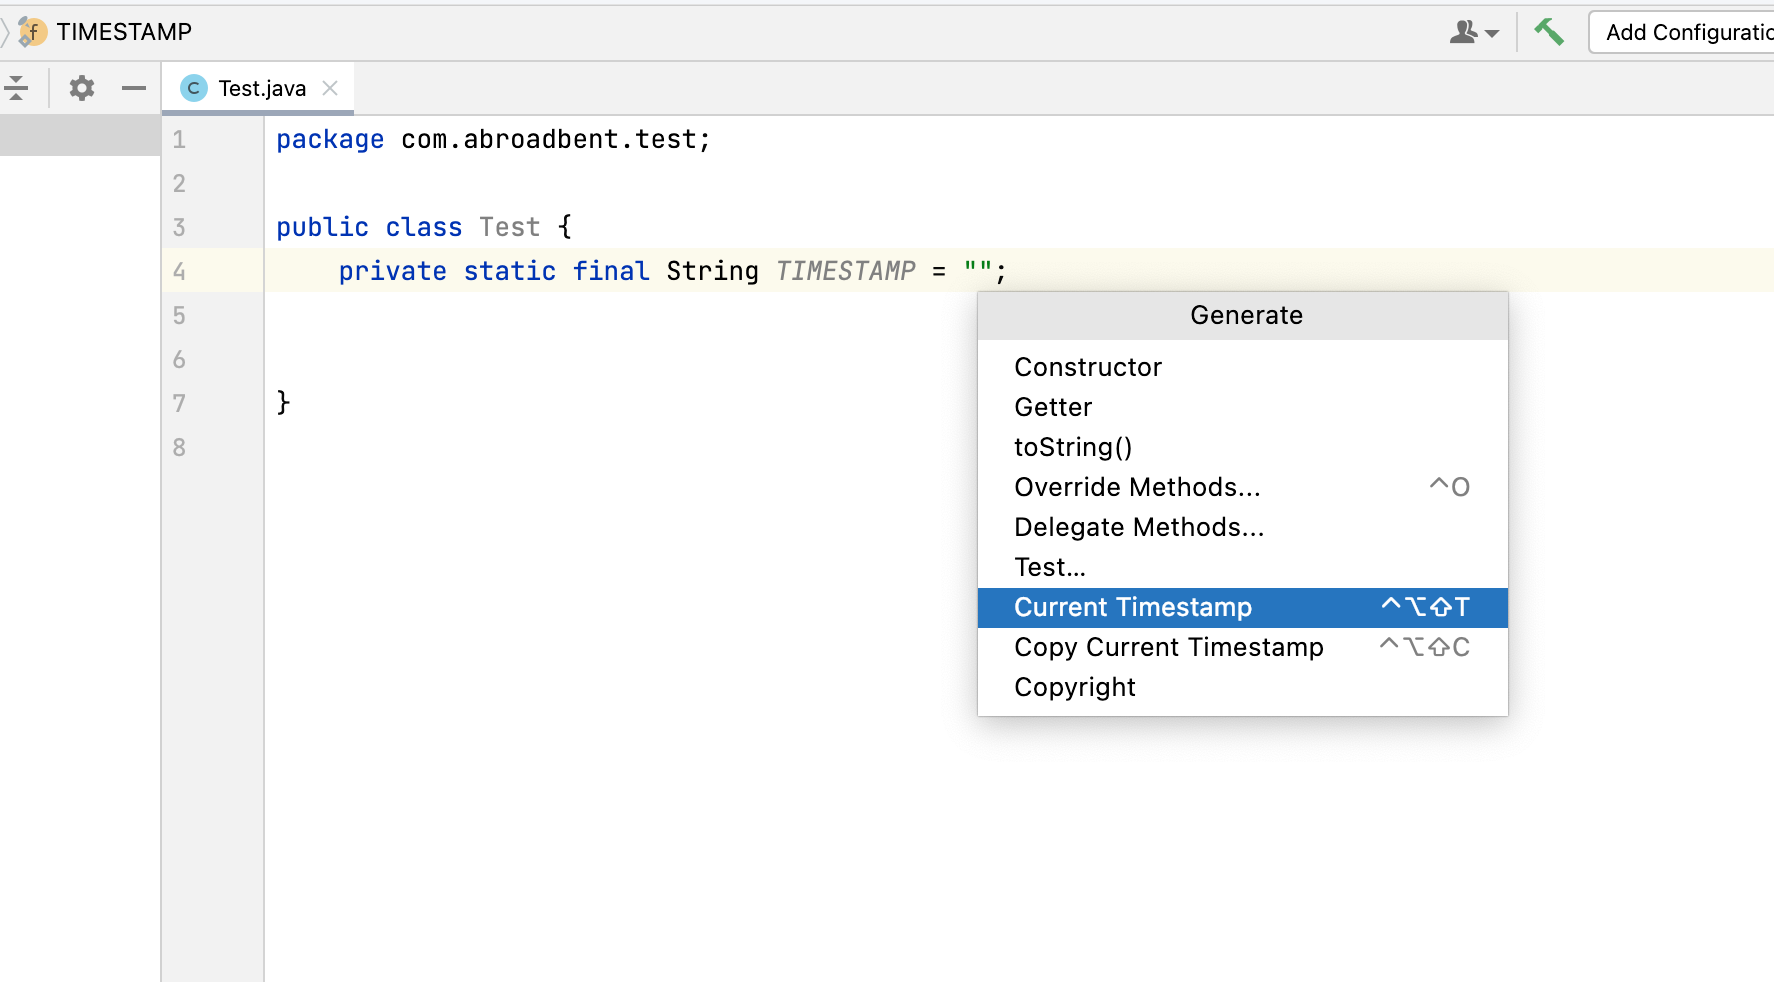 TIMESTAMP
Add Configuratio
Test.java
1 package com.abroadbent.test;
2
3 public class Test {
4 private static final String TIMESTAMP = "";
5
6
7 }
8
Generate
Constructor
Getter
toString()
Override Methods... ^O
Delegate Methods...
Test...
Current Timestamp ^⌥⇧T
Copy Current Timestamp ^⌥⇧C
Copyright